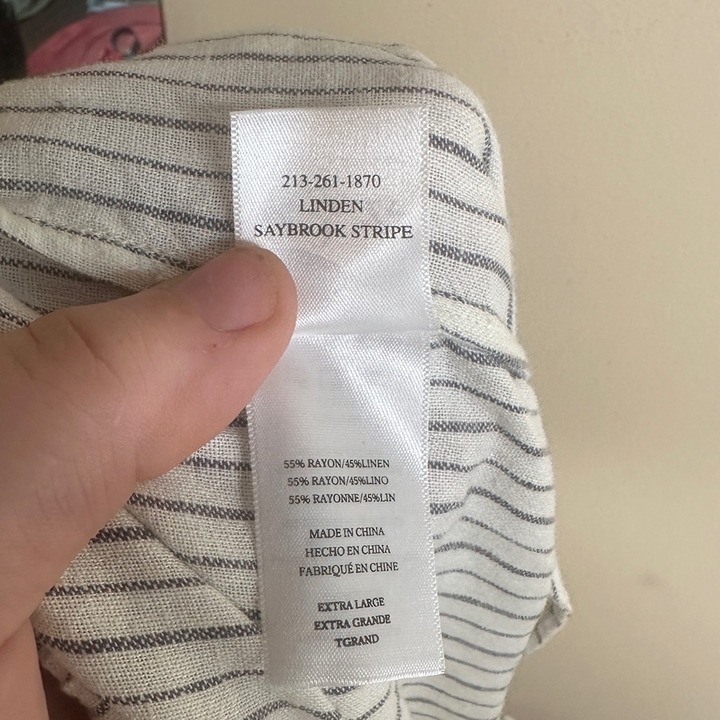 213-261-1870
LINDEN
SAYBROOK STRIPE
55% RAYON/45%LINEN
55% RAYON/45%LINO
55% RAYONNE/45%LIN
MADE IN CHINA
HECHO EN CHINA
FABRIQUÉ EN CHINE
EXTRA LARGE
EXTRA GRANDE
TGRAND